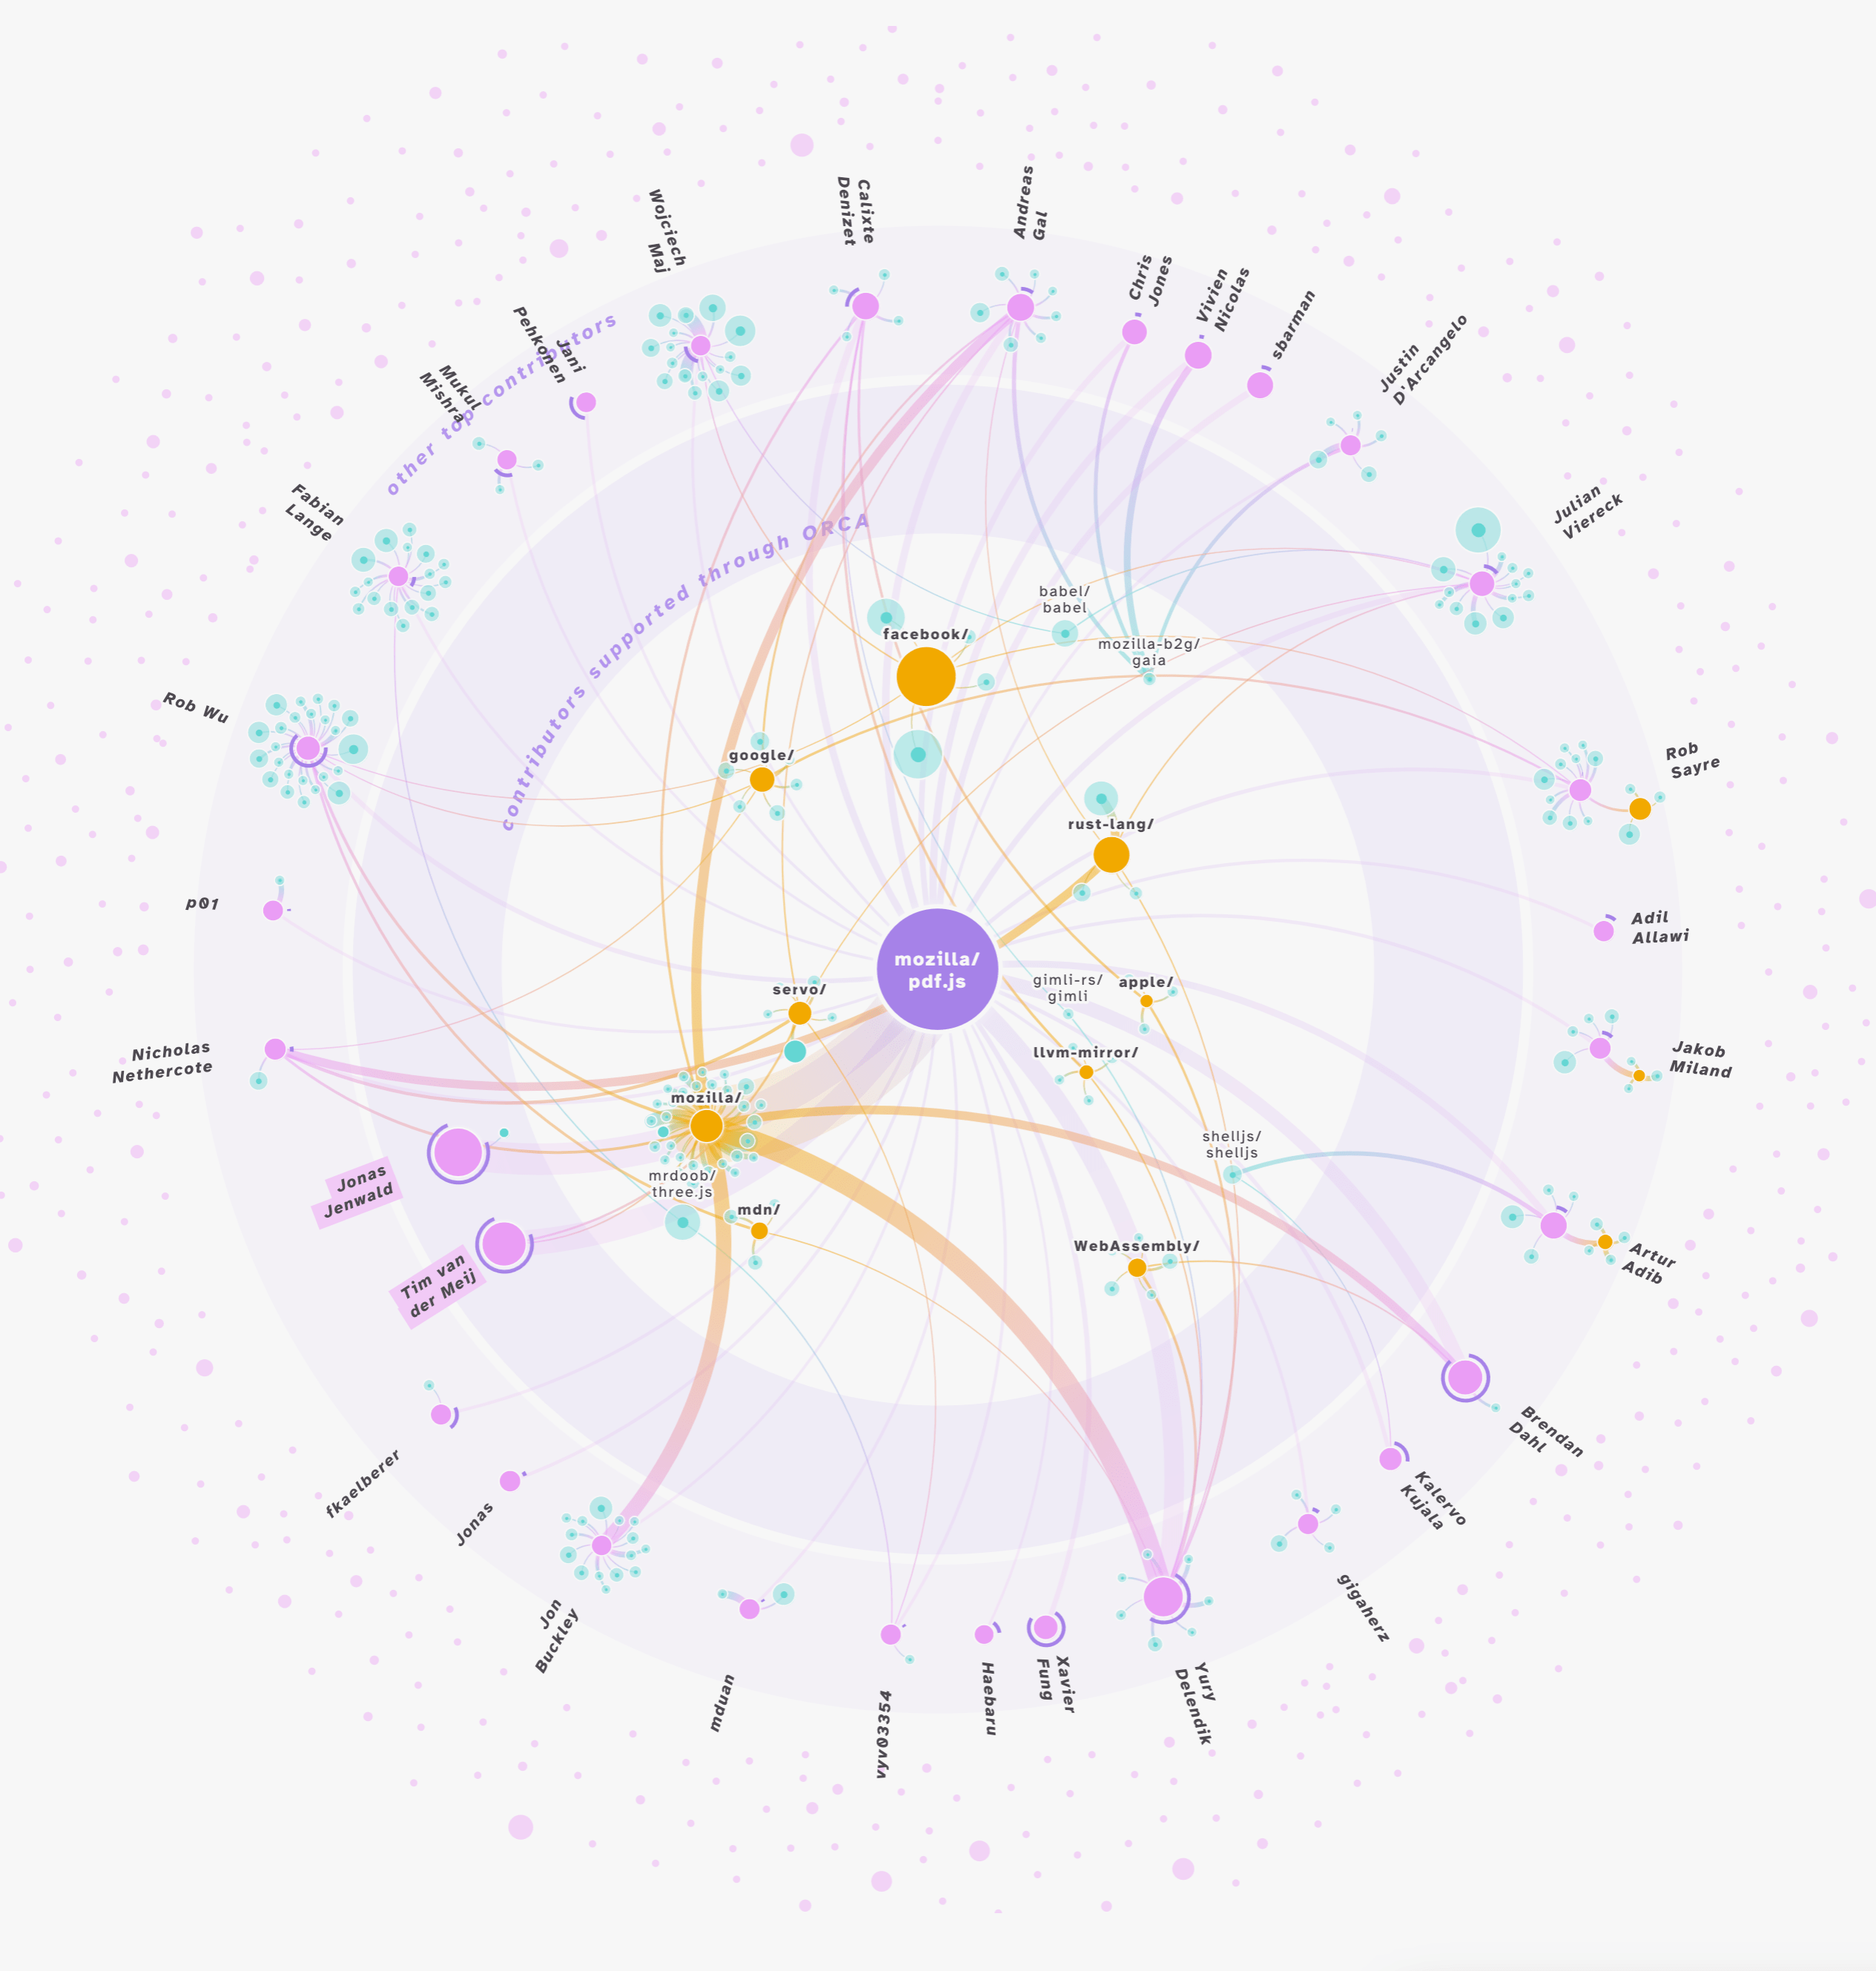 Wojciech
Maj
Calixte
Denizet
Andreas
Gal
Chris
Jones
Vivien
Nicolas
sbarman
Justin
D'Arcangelo
Jani
Pehkonen
other top contributors
Mukul
Mishra
Fabian
Lange
Julian
Viereck
contributors supported through ORCA
babel/
babel
facebook/
mozilla-b2g/
gaia
Rob Wu
google/
Rob
Sayre
rust-lang/
p01
Adil
Allawi
mozilla/
pdf.js
servo/
gimli-rs/
gimli
apple/
Nicholas
Nethercote
llvm-mirror/
Jakob
Miland
mozilla/
shelljs/
shelljs
Jonas
Jenwald
mrdoob/
three.js
mdn/
Tim van
der Meij
WebAssembly/
Artur
Adib
Brendan
Dahl
fkaelberer
Jonas
Kalervo
Kujala
Jon
Buckley
gigaherz
mduan
vyv03354
Haebaru
Xavier
Fung
Yury
Delendik